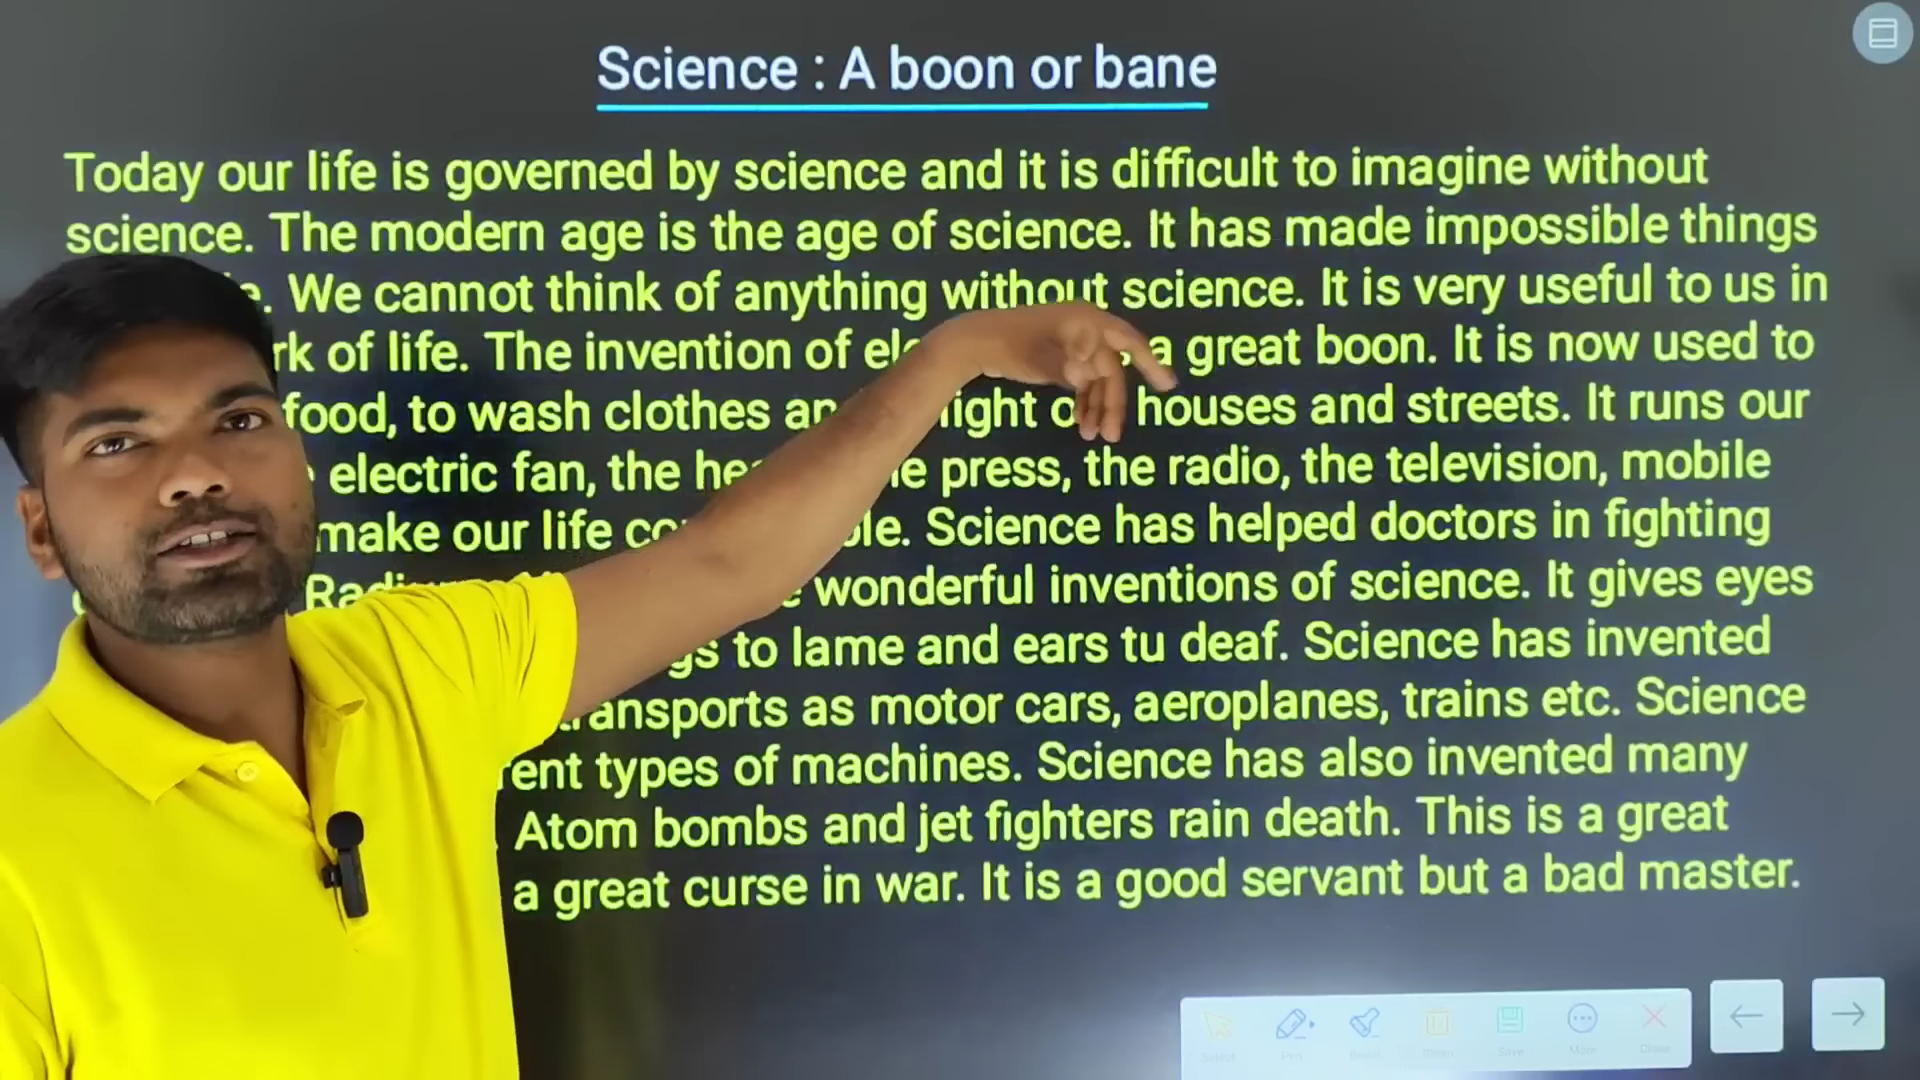 Science : A boon or bane
Today our life is governed by science and it is difficult to imagine without
science. The modern age is the age of science. It has made impossible things
We cannot think of anything without science. It is very useful to us in
of life. The invention of a great boon. It is now used to
food, to wash clothes light houses and streets. It runs our
electric fan, the press, the radio, the television, mobile
make our life Science has helped doctors in fighting
wonderful inventions of science. It gives eyes
to lame and ears tu deaf. Science has invented
transports as motor cars, aeroplanes, trains etc. Science
types of machines. Science has also invented many
Atom bombs and jet fighters rain death. This is a great
a great curse in war. It is a good servant but a bad master.